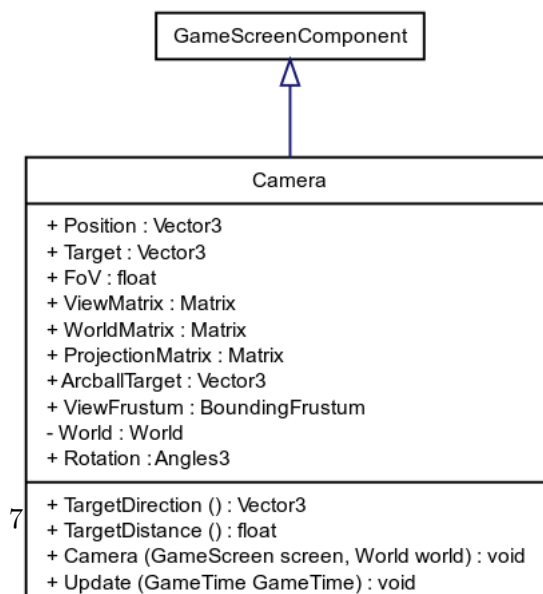 GameScreenComponent
Camera
+ Position : Vector3
+ Target : Vector3
+ FoV : float
+ ViewMatrix : Matrix
+ WorldMatrix : Matrix
+ ProjectionMatrix : Matrix
+ ArcballTarget : Vector3
+ ViewFrustum : BoundingFrustum
- World : World
+ Rotation : Angles3
7
+ TargetDirection () : Vector3
+ TargetDistance () : float
+ Camera (GameScreen screen, World world) : void
+ Update (GameTime GameTime) : void